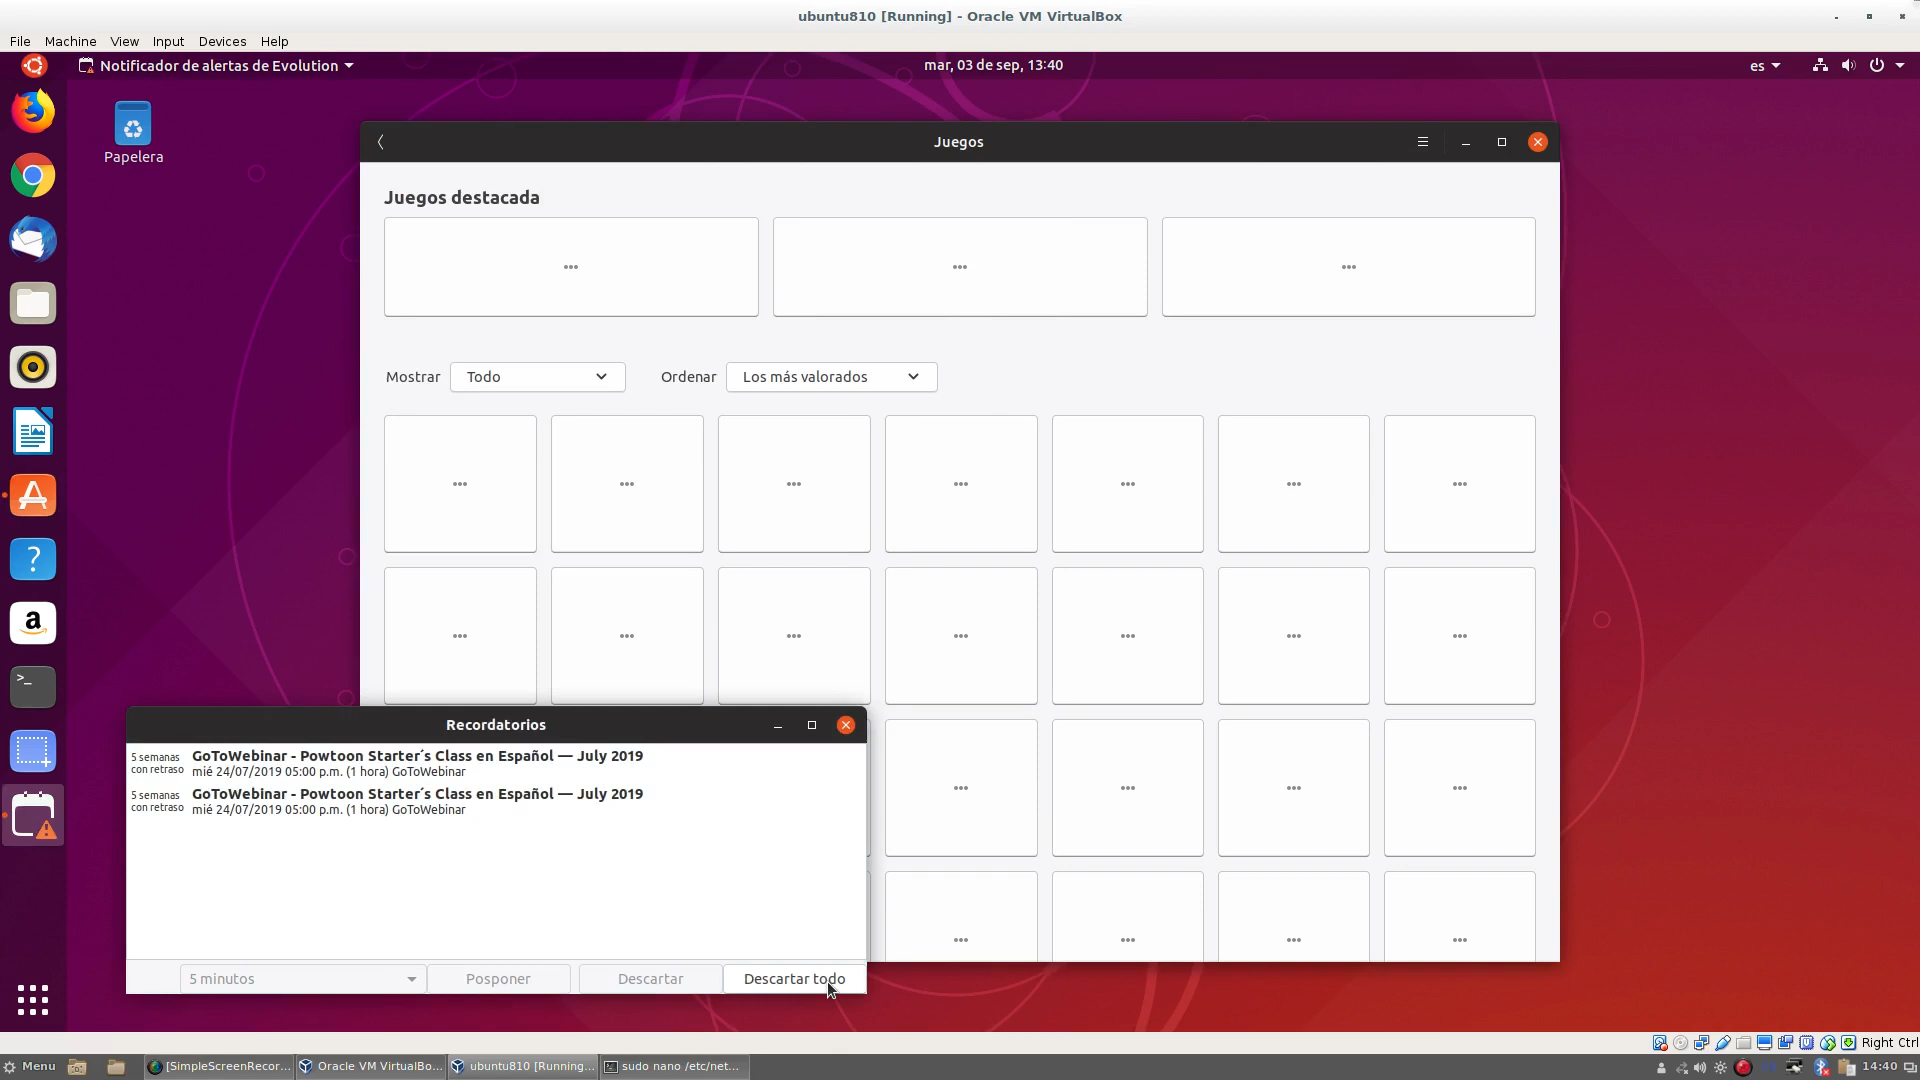 ubuntu810 [Running] - Oracle VM VirtualBox
File Machine View Input Devices Help
Notificador de alertas de Evolution
mar, 03 de sep, 13:40
es
Papelera
Juegos
Juegos destacada
Mostrar Todo Ordenar Los más valorados
Recordatorios
5 semanas con retraso
GoToWebinar - Powtoon Starter´s Class en Español — July 2019
mié 24/07/2019 05:00 p.m. (1 hora) GoToWebinar
5 semanas con retraso
GoToWebinar - Powtoon Starter´s Class en Español — July 2019
mié 24/07/2019 05:00 p.m. (1 hora) GoToWebinar
5 minutos Posponer Descartar Descartar todo
Right Ctrl
Menu [SimpleScreenRecor... Oracle VM VirtualBo... ubuntu810 [Running... sudo nano /etc/net... 14:40